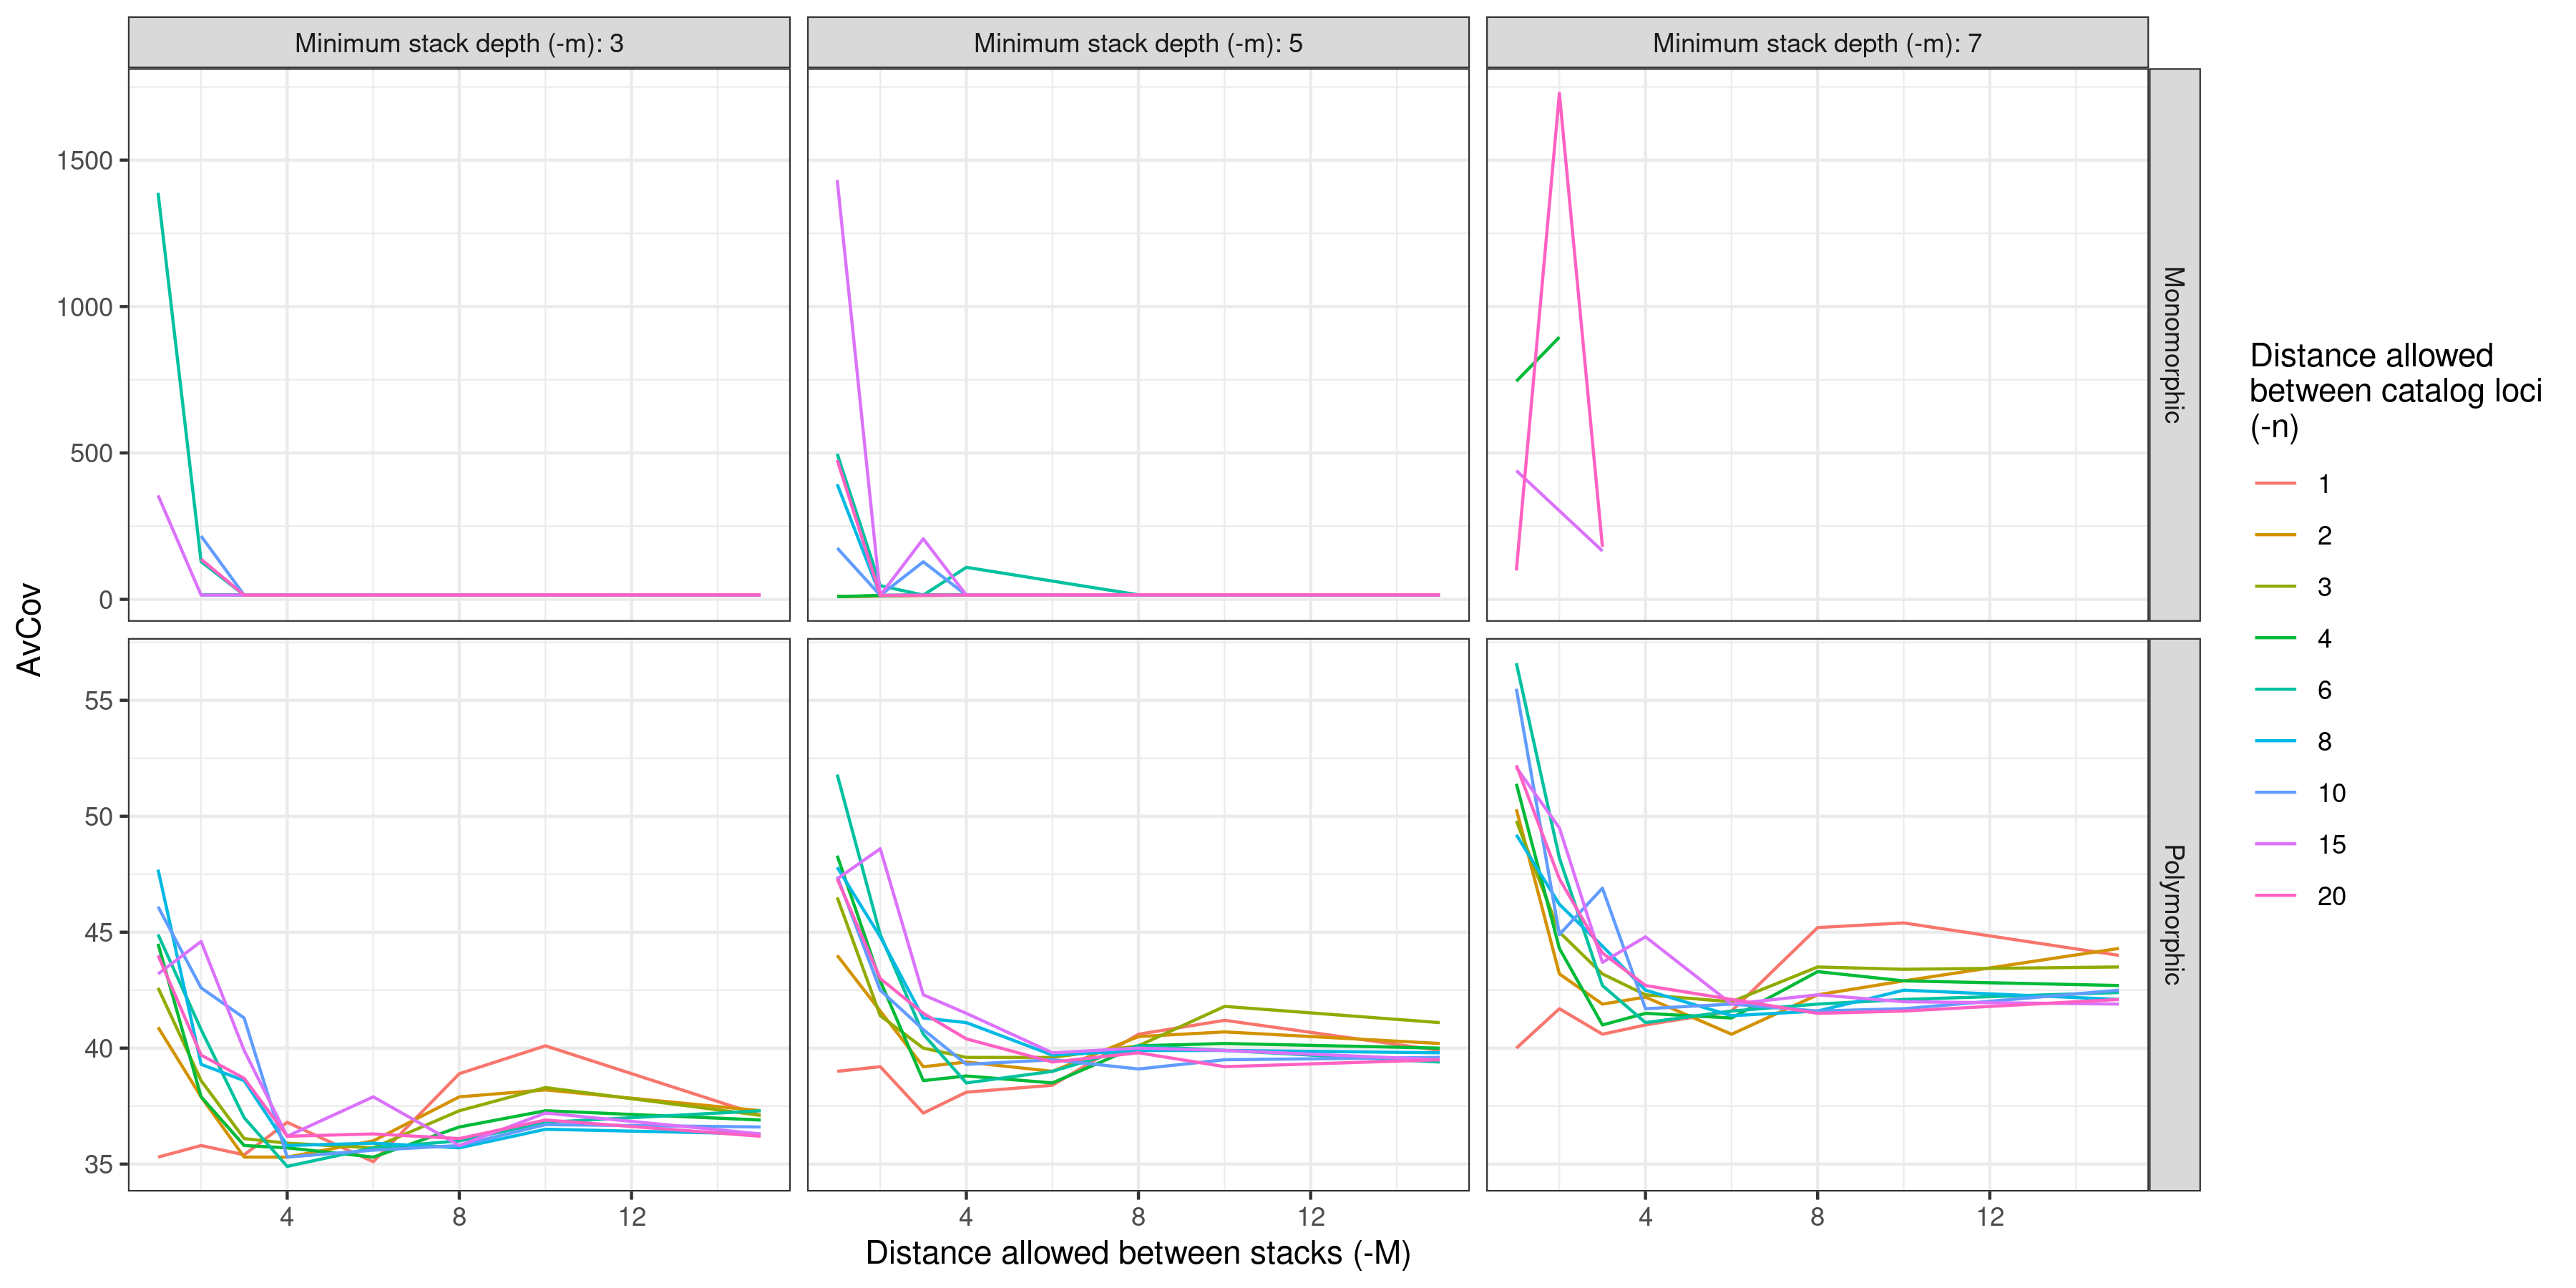 Minimum stack depth (-m): 3
Minimum stack depth (-m): 5
Minimum stack depth (-m): 7
1500
1000
500
0
Monomorphic
AvCov
55
50
45
40
35
Polymorphic
4
8
12
4
8
12
4
8
12
Distance allowed between stacks (-M)
Distance allowed
between catalog loci
(-n)
1
2
3
4
6
8
10
15
20